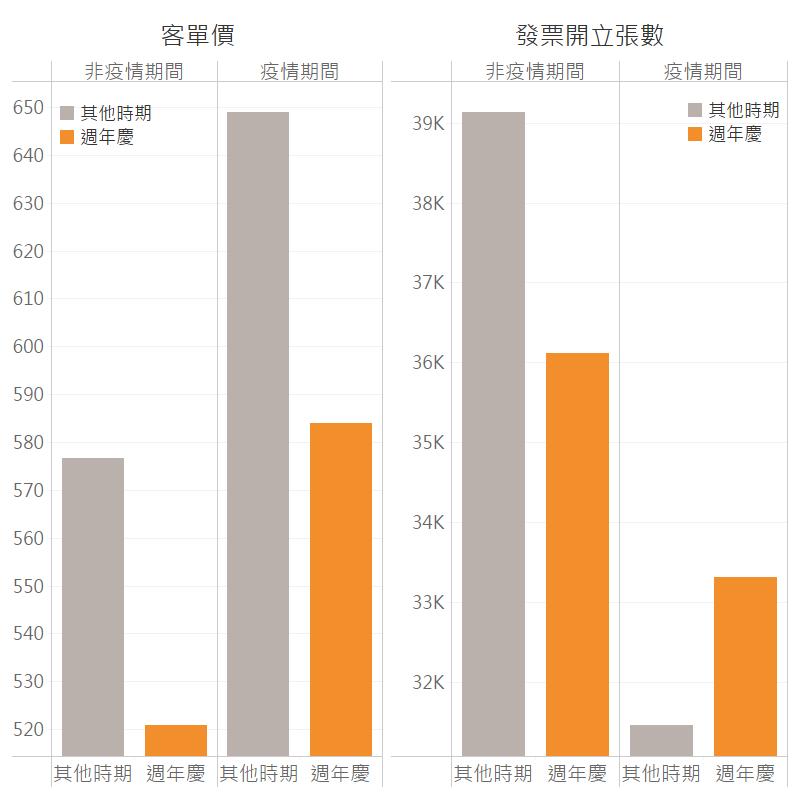 客單價
非疫情期間 疫情期間
其他時期
週年慶
650
640
630
620
610
600
590
580
570
560
550
540
530
520
其他時期 週年慶 其他時期 週年慶
發票開立張數
非疫情期間 疫情期間
其他時期
週年慶
39K
38K
37K
36K
35K
34K
33K
32K
其他時期 週年慶 其他時期 週年慶